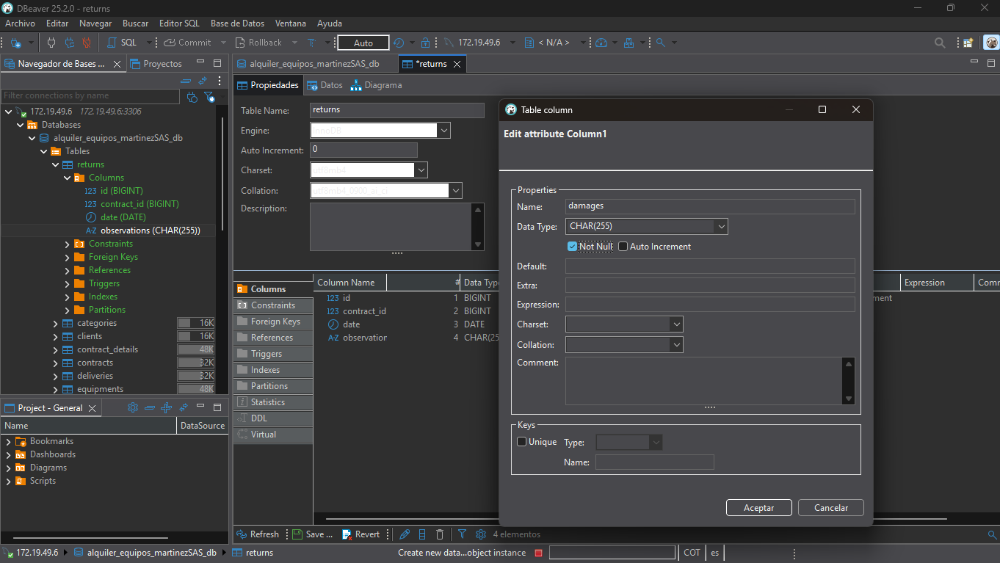 DBeaver 25.2.0 - returns
Archivo Editar Navegar Buscar Editor SQL Base de Datos Ventana Ayuda
SQL Commit Rollback T Auto 172.19.49.6 < N/A >
Navegador de Bases ... Proyectos
alquiler_equipos_martinezSAS_db *returns
Filter connections by name
172.19.49.6 172.19.49.6:3306
Databases
alquiler_equipos_martinezSAS_db
Tables
returns
Columns
123 id (BIGINT)
123 contract_id (BIGINT)
date (DATE)
A-Z observations (CHAR(255))
Constraints
Foreign Keys
References
Triggers
Indexes
Partitions
categories 16K
clients 16K
contract_details 48K
contracts 32K
deliveries 32K
equipments 48K
Project - General
Name DataSource
Bookmarks
Dashboards
Diagrams
Scripts
Propiedades Datos Diagrama
Table Name: returns
Engine: InnoDB
Auto Increment: 0
Charset: utf8mb4
Collation: utf8mb4_0900_ai_ci
Description:
Columns
Constraints
Foreign Keys
References
Triggers
Indexes
Partitions
Statistics
DDL
Virtual
Column Name # Data Typ Expression Comm
123 id 1 BIGINT ment
123 contract_id 2 BIGINT
date 3 DATE
A-Z observation 4 CHAR(25
Table column
Edit attribute Column1
Properties
Name: damages
Data Type: CHAR(255)
Not Null Auto Increment
Default:
Extra:
Expression:
Charset:
Collation:
Comment:
Keys
Unique Type:
Name:
Aceptar Cancelar
Refresh Save ... Revert 4 elementos
172.19.49.6 alquiler_equipos_martinezSAS_db returns Create new data...object instance COT es